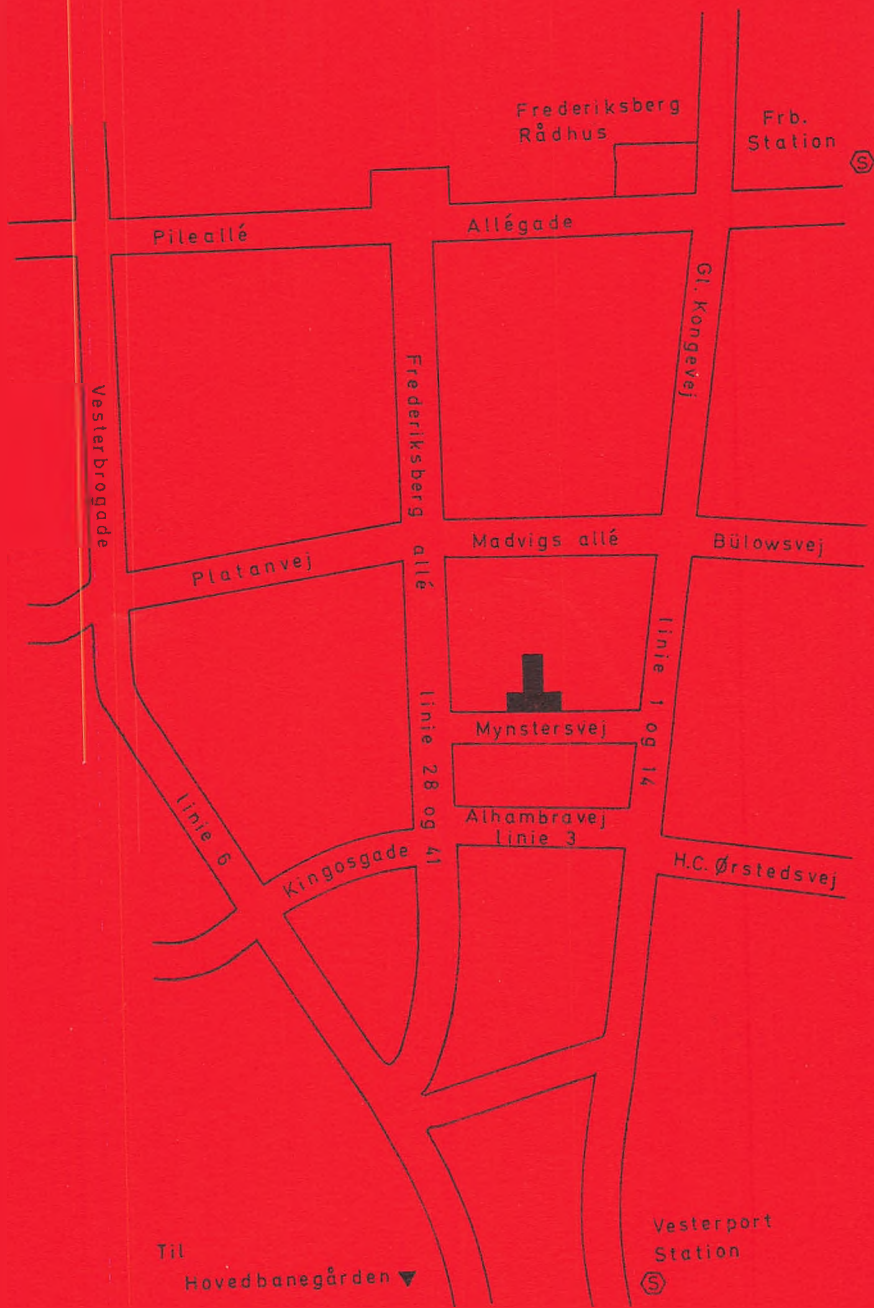 Frederiksberg
Rådhus
Frb.
Station
S
Pileallé
Allégade
Gl. Kongevej
Vesterbrogade
Frederiksberg allé
Madvigs allé
Bülowsvej
Platanvej
linie 1 og 14
linie 28 og 41
Mynstersvej
linie 6
Alhambravej
linie 3
Kingosgade
H.C. Ørstedsvej
Vesterport
Station
S
Til
Hovedbanegården